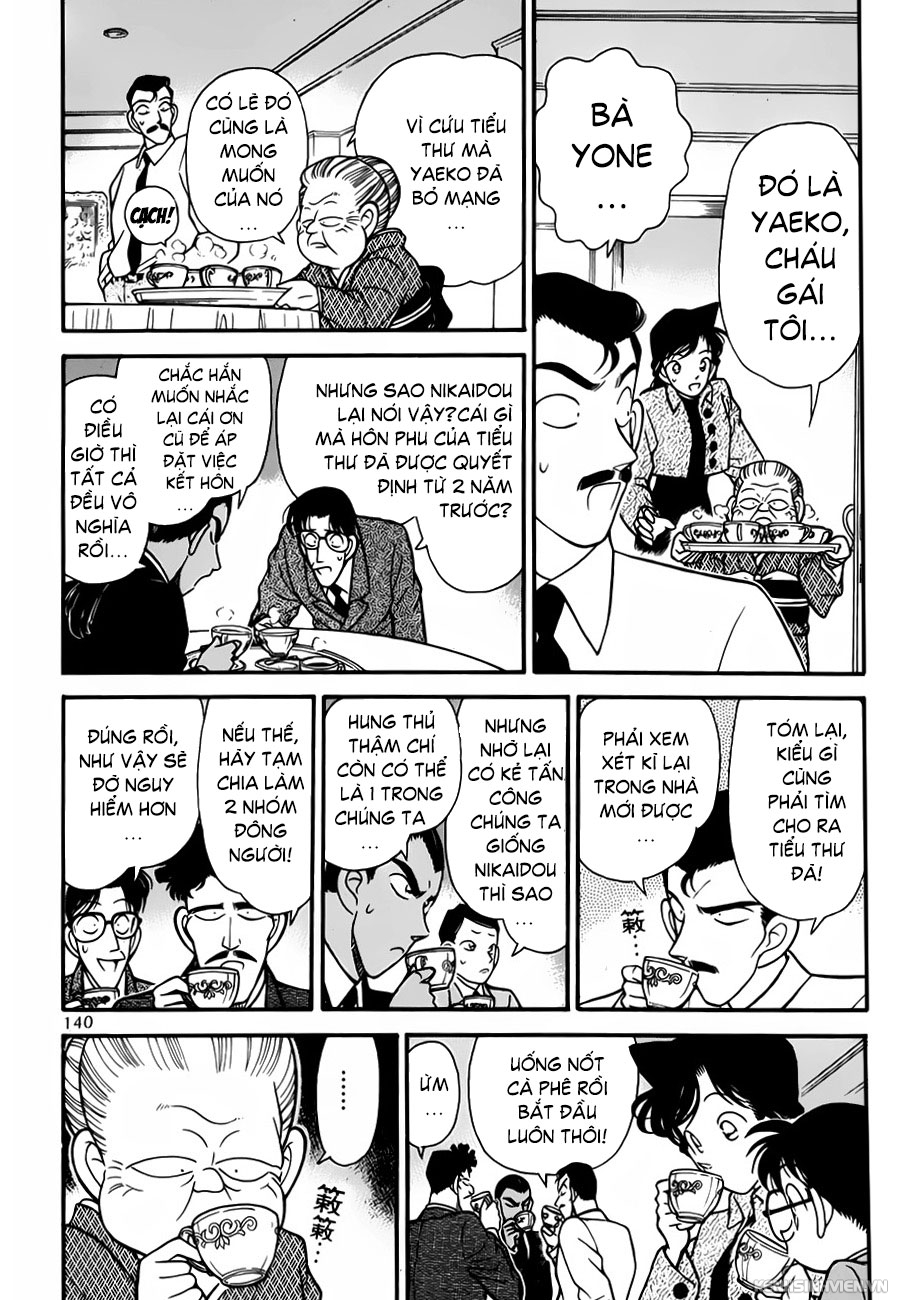 ĐÓ LÀ
YAEKO,
CHÁU
GÁI
TÔI...
BÀ
YONE
...
VÌ CỨU TIỂU
THƯ MÀ
YAEKO ĐÃ
BỎ MẠNG
...
CÓ LẼ ĐÓ
CŨNG LÀ
MONG
MUỐN
CỦA NÓ
...
CẠCH!
NHƯNG SAO NIKAIDOU
LẠI NÓI VẬY?CÁI GÌ
MÀ HÔN PHU CỦA TIỂU
THƯ ĐÃ ĐƯỢC QUYẾT
ĐỊNH TỪ 2 NĂM
TRƯỚC?
CHẮC HẮN
MUỐN NHẮC
LẠI CÁI ƠN
CŨ ĐỂ ÁP
ĐẶT VIỆC
KẾT HÔN
...
CÓ
ĐIỀU
GIỜ THÌ
TẤT CẢ
ĐỀU VÔ
NGHĨA
RỒI...
TÓM LẠI,
KIỂU GÌ
CŨNG
PHẢI TÌM
CHO RA
TIỂU THƯ
ĐÃ!
PHẢI XEM
XÉT KĨ LẠI
TRONG NHÀ
MỚI ĐƯỢC
...
簌...
NHƯNG
NHỠ LẠI
CÓ KẺ TẤN
CÔNG
CHÚNG TA
GIỐNG
NIKAIDOU
THÌ SAO
...
HUNG THỦ
THẬM CHÍ
CÒN CÓ THỂ
LÀ 1 TRONG
CHÚNG TA
...
NẾU THẾ,
HÃY TẠM
CHIA LÀM
2 NHÓM
ĐÔNG
NGƯỜI!
ĐÚNG RỒI,
NHƯ VẬY SẼ
ĐỠ NGUY
HIỂM HƠN
...
140
UỐNG NỐT
CÀ PHÊ RỒI
BẮT ĐẦU
LUÔN THÔI!
ỪM
...
......
簌簌...
KENHSINHVIEN.VN